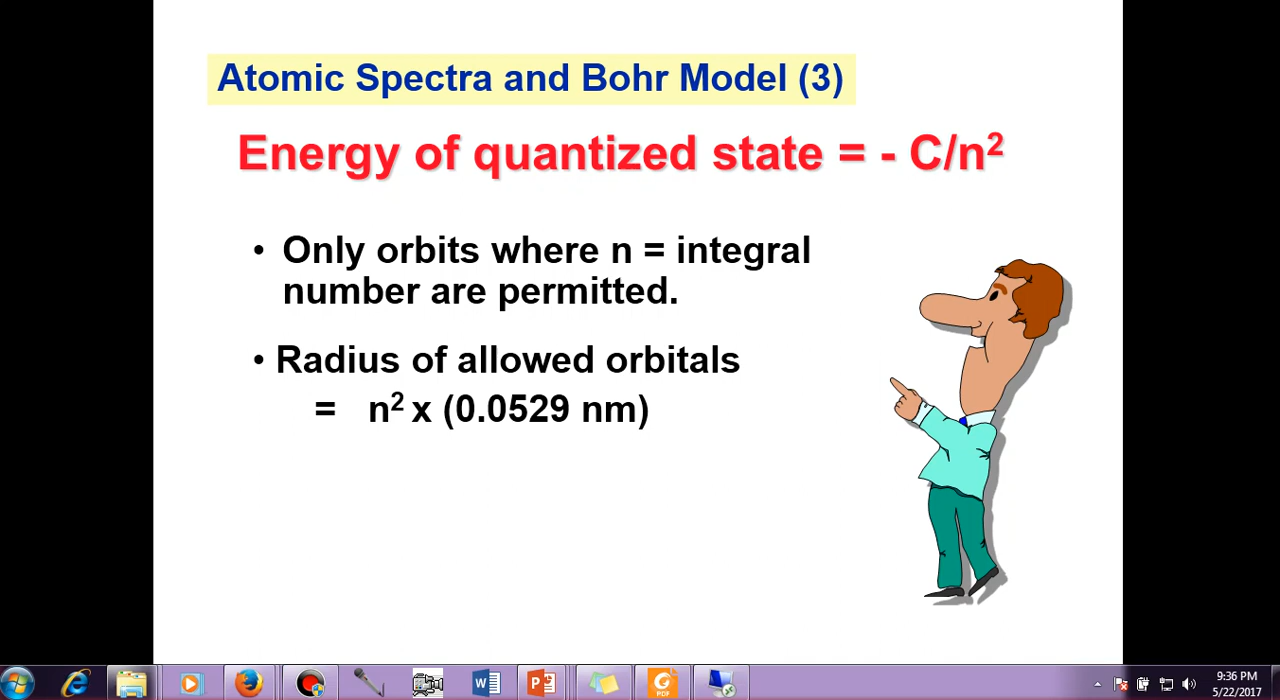 Atomic Spectra and Bohr Model (3)
Energy of quantized state = - C/n²
• Only orbits where n = integral
number are permitted.
• Radius of allowed orbitals
= n² x (0.0529 nm)
W
P
PDF
9:36 PM
5/22/2017